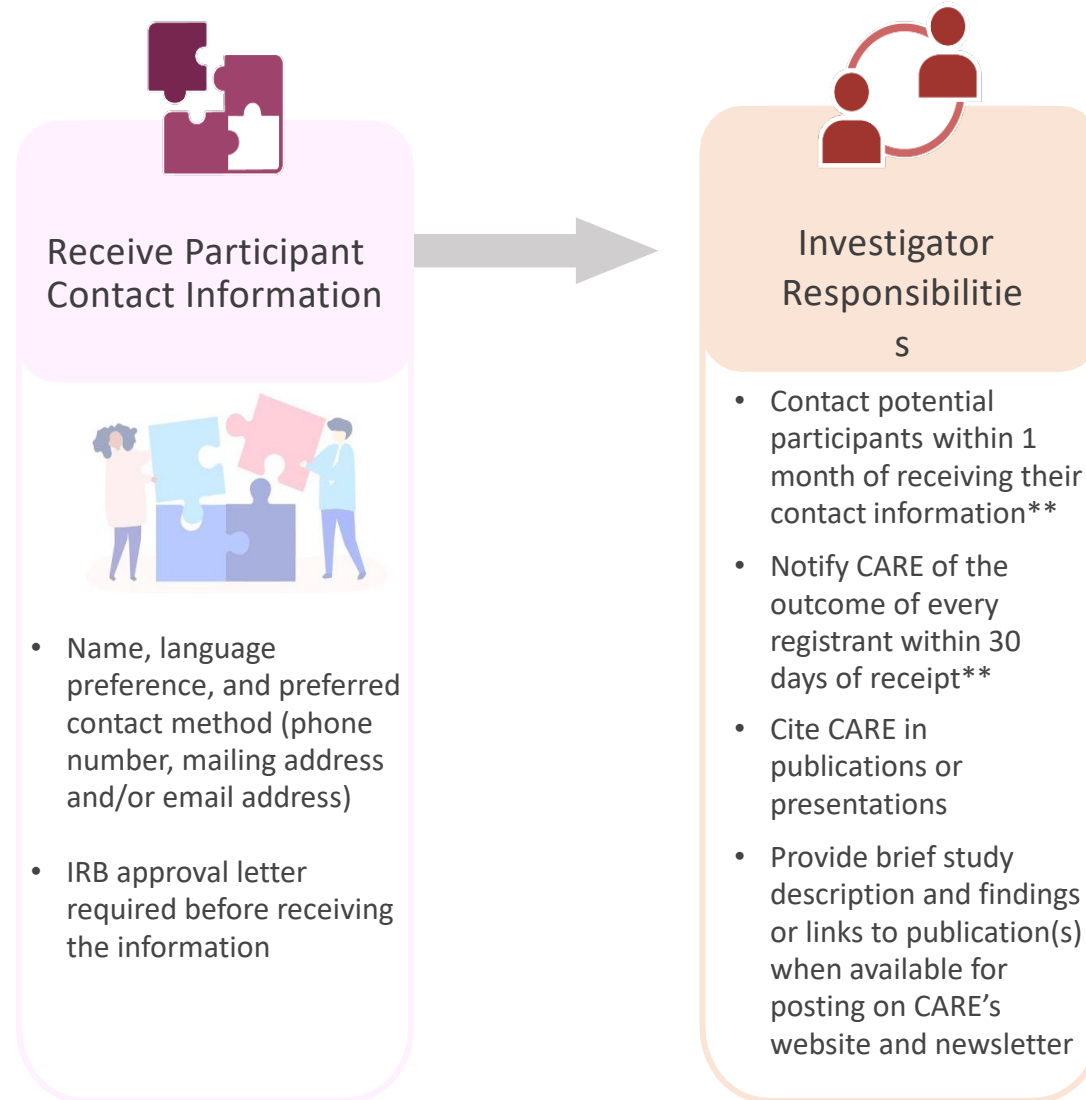 Receive Participant
Contact Information
• Name, language
preference, and preferred
contact method (phone
number, mailing address
and/or email address)
• IRB approval letter
required before receiving
the information
Investigator
Responsibilitie
s
• Contact potential
participants within 1
month of receiving their
contact information**
• Notify CARE of the
outcome of every
registrant within 30
days of receipt**
• Cite CARE in
publications or
presentations
• Provide brief study
description and findings
or links to publication(s)
when available for
posting on CARE’s
website and newsletter